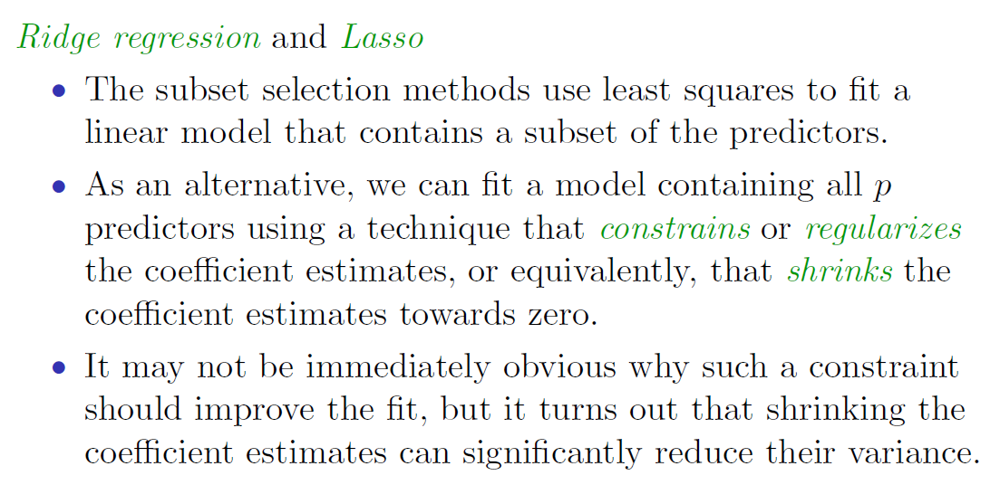 Ridge regression and Lasso
• The subset selection methods use least squares to fit a
linear model that contains a subset of the predictors.
• As an alternative, we can fit a model containing all p
predictors using a technique that constrains or regularizes
the coefficient estimates, or equivalently, that shrinks the
coefficient estimates towards zero.
• It may not be immediately obvious why such a constraint
should improve the fit, but it turns out that shrinking the
coefficient estimates can significantly reduce their variance.